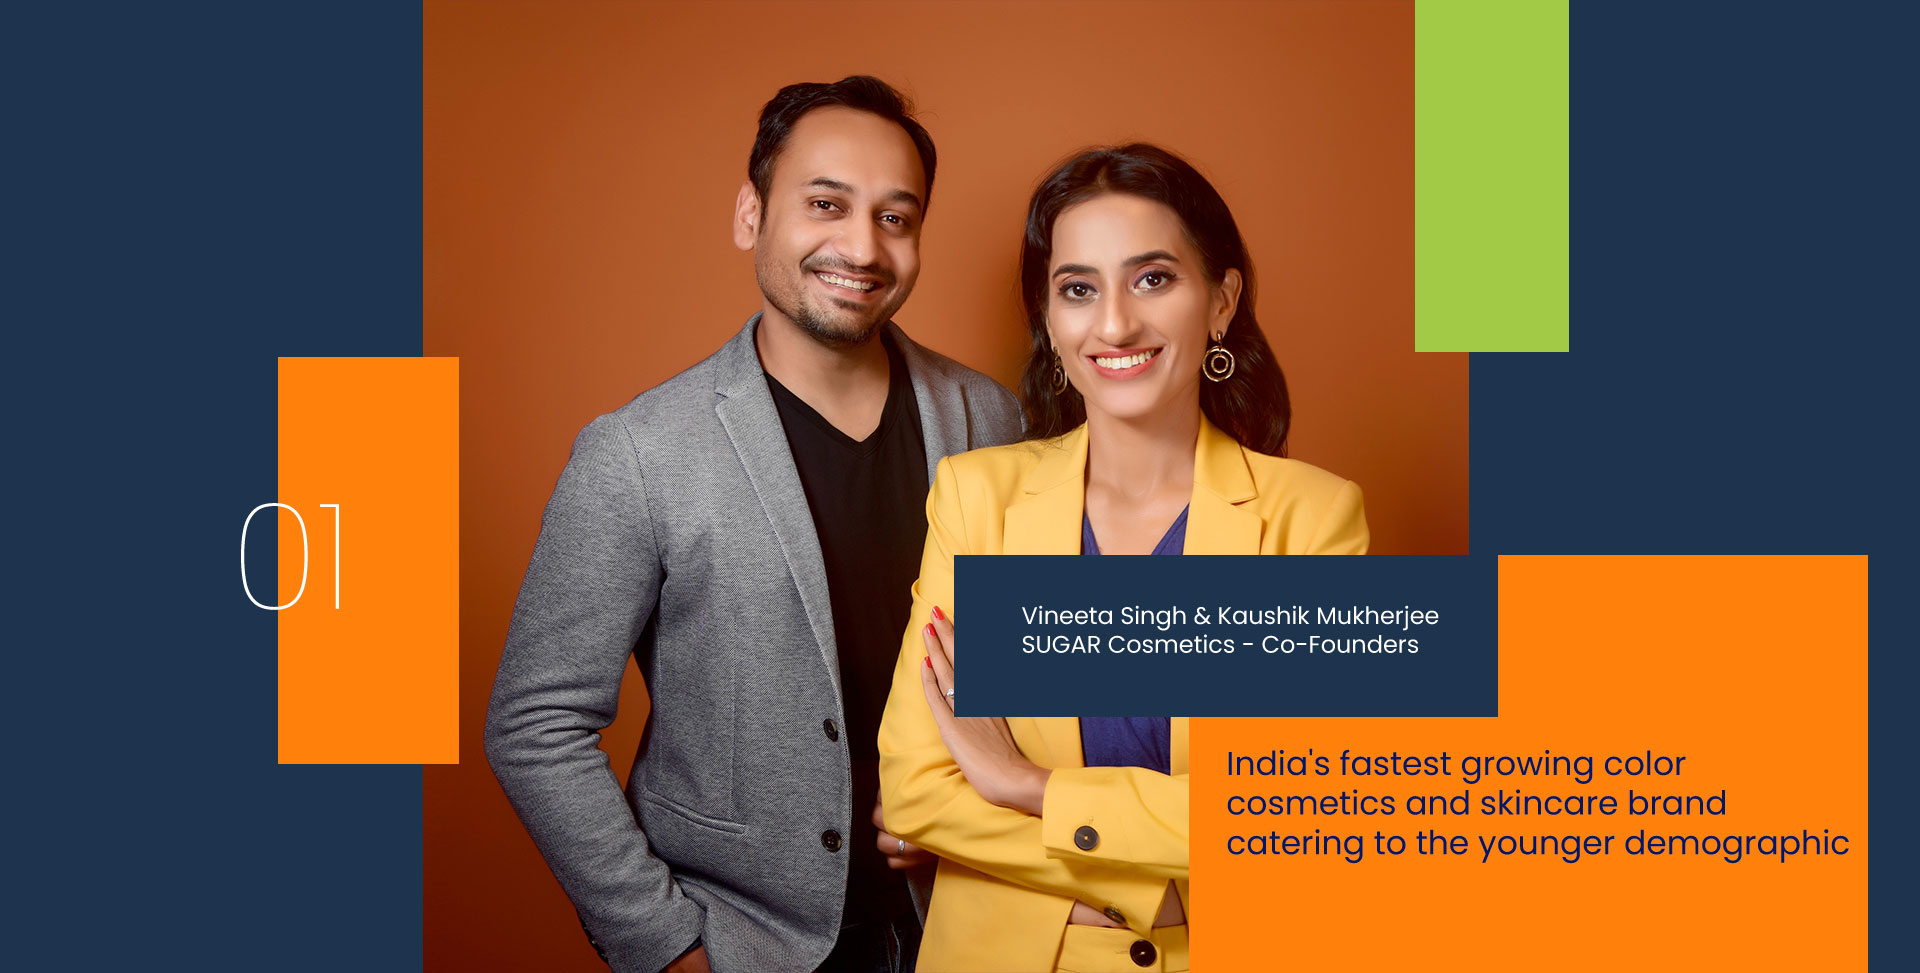 01
Vineeta Singh & Kaushik Mukherjee
SUGAR Cosmetics - Co-Founders
India's fastest growing color
cosmetics and skincare brand
catering to the younger demographic